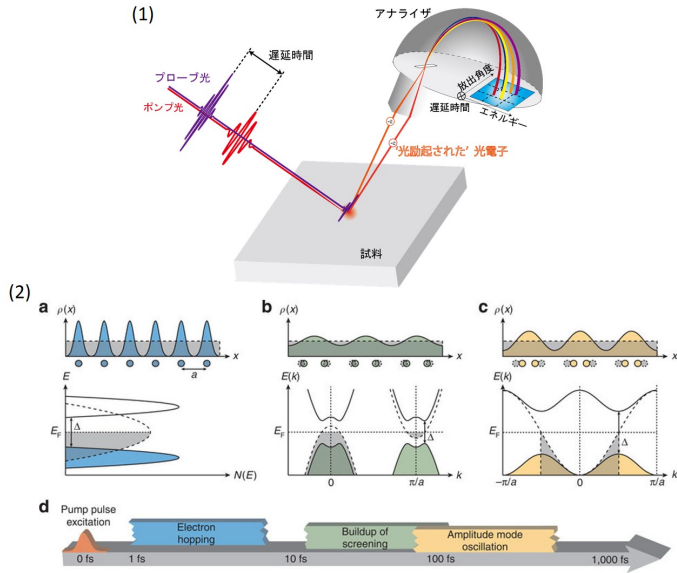 (1)
アナライザ
遅延時間
プローブ光
ポンプ光
放出角度
遅延時間
エネルギー
'光励起された' 光電子
試料
(2)
a
ρ(x)
x
a
E
E_F
Δ
N(E)
b
ρ(x)
x
E(k)
E_F
Δ
0
π/a
k
c
ρ(x)
x
E(k)
E_F
Δ
−π/a
0
π/a
k
d
Pump pulse
excitation
Electron
hopping
Buildup of
screening
Amplitude mode
oscillation
0 fs
1 fs
10 fs
100 fs
1,000 fs